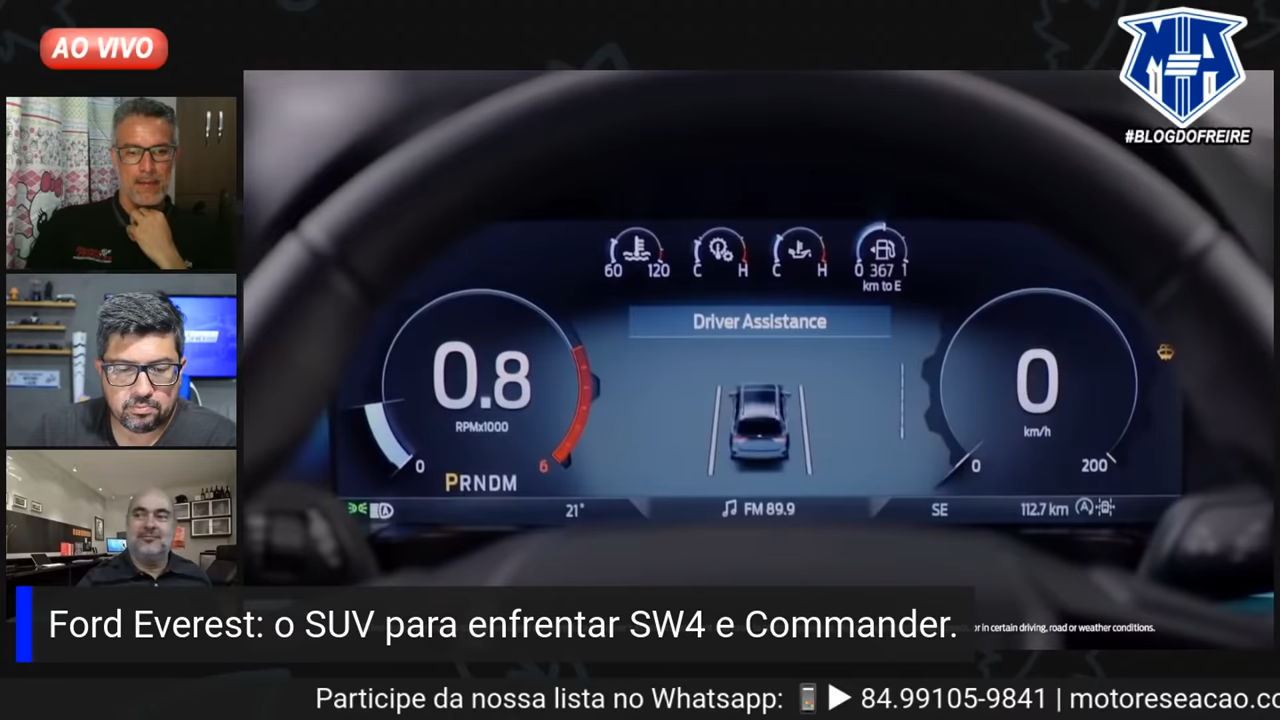 AO VIVO
MA
#BLOGDOFREIRE
60 120
C H
C H
0 367 1
km to E
Driver Assistance
0.8
RPMx1000
0
6
PRNDM
0
km/h
0
200
21°
FM 89.9
SE
112.7 km
A
Ford Everest: o SUV para enfrentar SW4 e Commander.
or in certain driving, road or weather conditions.
Participe da nossa lista no Whatsapp: 📱▶ 84.99105-9841 | motoreseacao.co